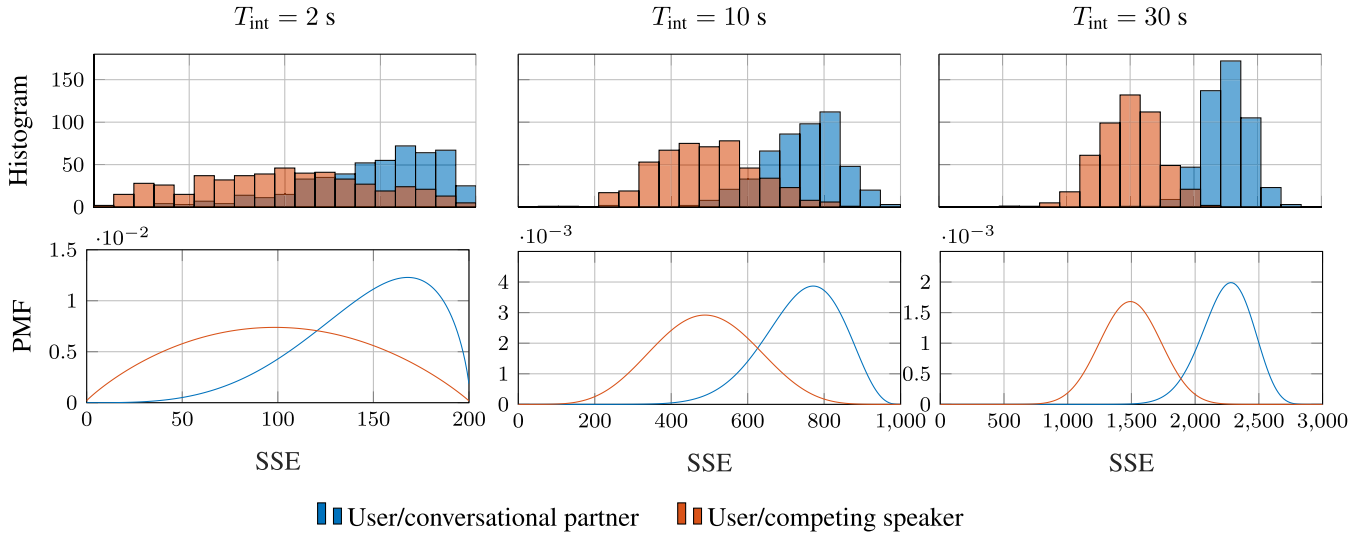 T_int = 2 s
T_int = 10 s
T_int = 30 s
Histogram
150
100
50
0
PMF
·10^−2
1.5
1
0.5
0
0 50 100 150 200
SSE
·10^−3
4
3
2
1
0
0 200 400 600 800 1,000
SSE
·10^−3
2
1.5
1
0.5
0
0 500 1,000 1,500 2,000 2,500 3,000
SSE
User/conversational partner
User/competing speaker